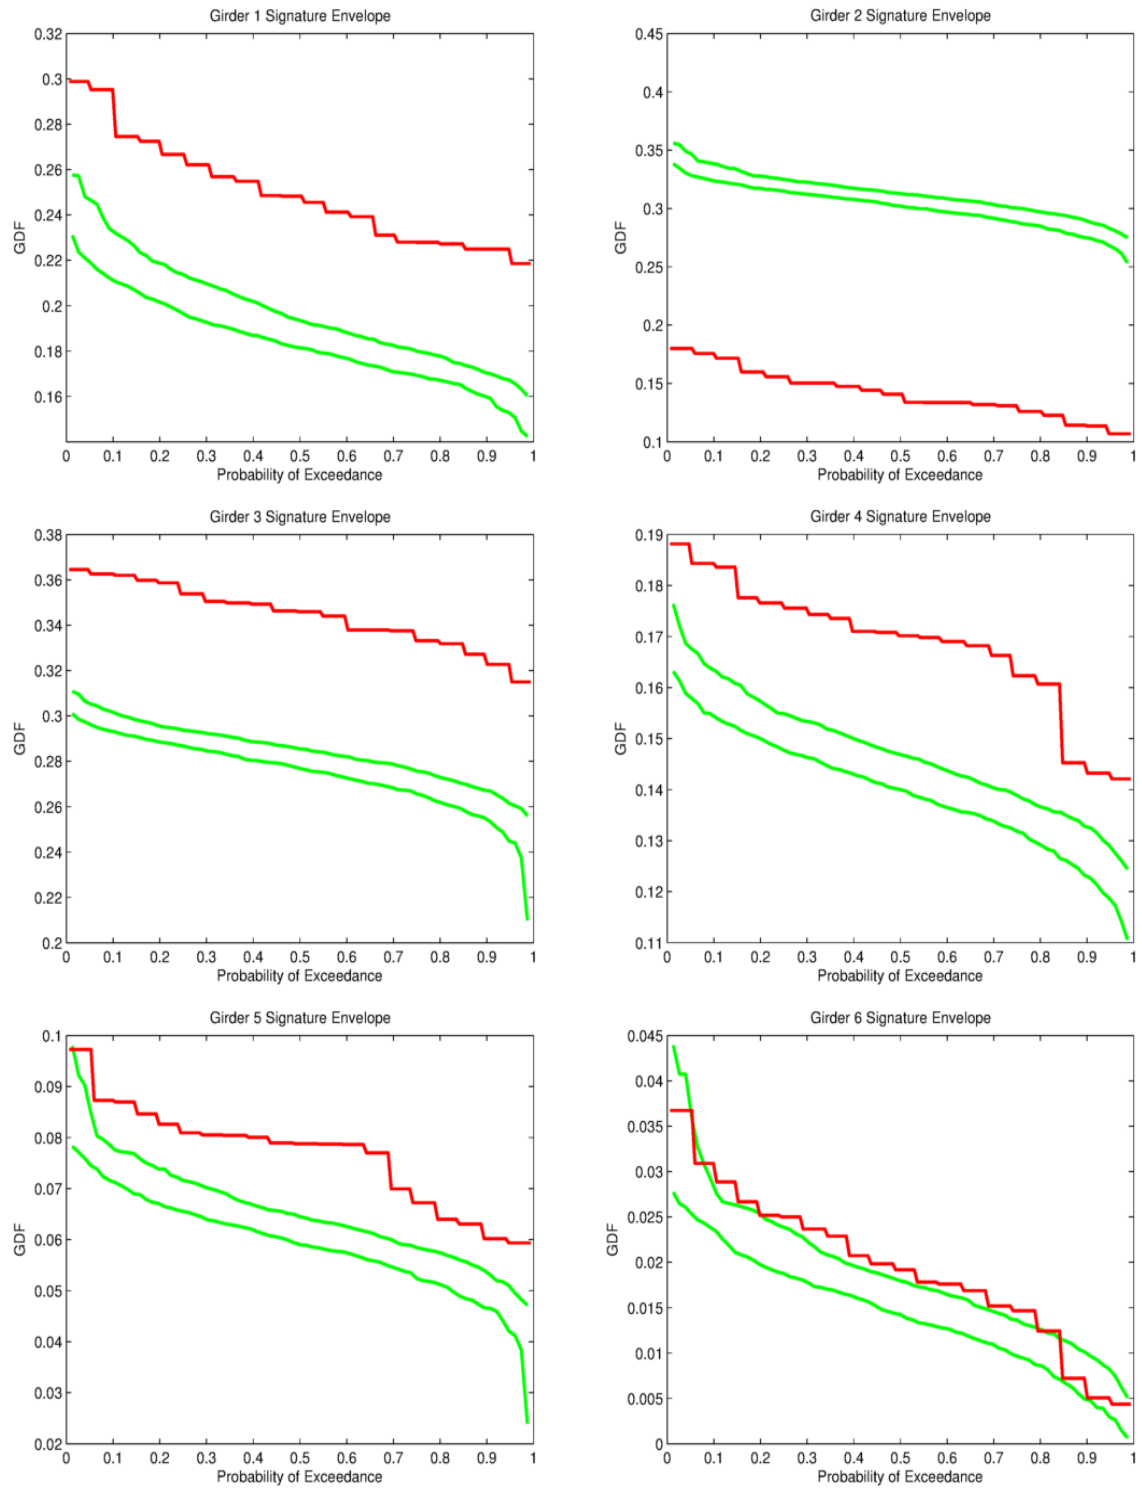 Girder 1 Signature Envelope
0.32
0.3
0.28
0.26
0.24
0.22
0.2
0.18
0.16
GDF
0 0.1 0.2 0.3 0.4 0.5 0.6 0.7 0.8 0.9 1
Probability of Exceedance
Girder 2 Signature Envelope
0.45
0.4
0.35
0.3
0.25
0.2
0.15
0.1
GDF
0 0.1 0.2 0.3 0.4 0.5 0.6 0.7 0.8 0.9 1
Probability of Exceedance
Girder 3 Signature Envelope
0.38
0.36
0.34
0.32
0.3
0.28
0.26
0.24
0.22
0.2
GDF
0 0.1 0.2 0.3 0.4 0.5 0.6 0.7 0.8 0.9 1
Probability of Exceedance
Girder 4 Signature Envelope
0.19
0.18
0.17
0.16
0.15
0.14
0.13
0.12
0.11
GDF
0 0.1 0.2 0.3 0.4 0.5 0.6 0.7 0.8 0.9 1
Probability of Exceedance
Girder 5 Signature Envelope
0.1
0.09
0.08
0.07
0.06
0.05
0.04
0.03
0.02
GDF
0 0.1 0.2 0.3 0.4 0.5 0.6 0.7 0.8 0.9 1
Probability of Exceedance
Girder 6 Signature Envelope
0.045
0.04
0.035
0.03
0.025
0.02
0.015
0.01
0.005
0
GDF
0 0.1 0.2 0.3 0.4 0.5 0.6 0.7 0.8 0.9 1
Probability of Exceedance